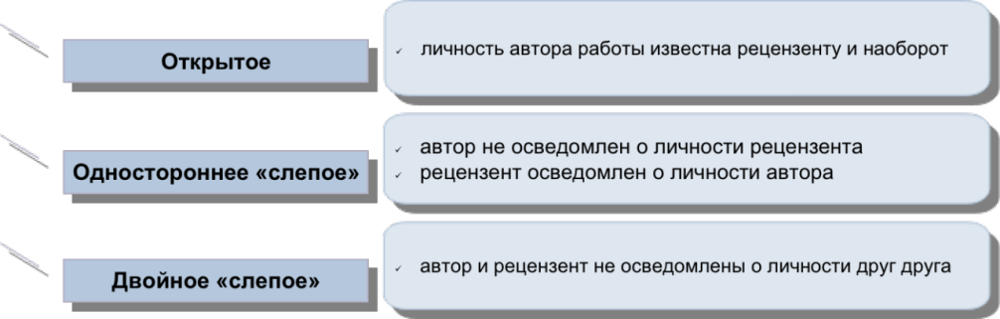 Открытое
✓ личность автора работы известна рецензенту и наоборот
Одностороннее «слепое»
✓ автор не осведомлен о личности рецензента
✓ рецензент осведомлен о личности автора
Двойное «слепое»
✓ автор и рецензент не осведомлены о личности друг друга